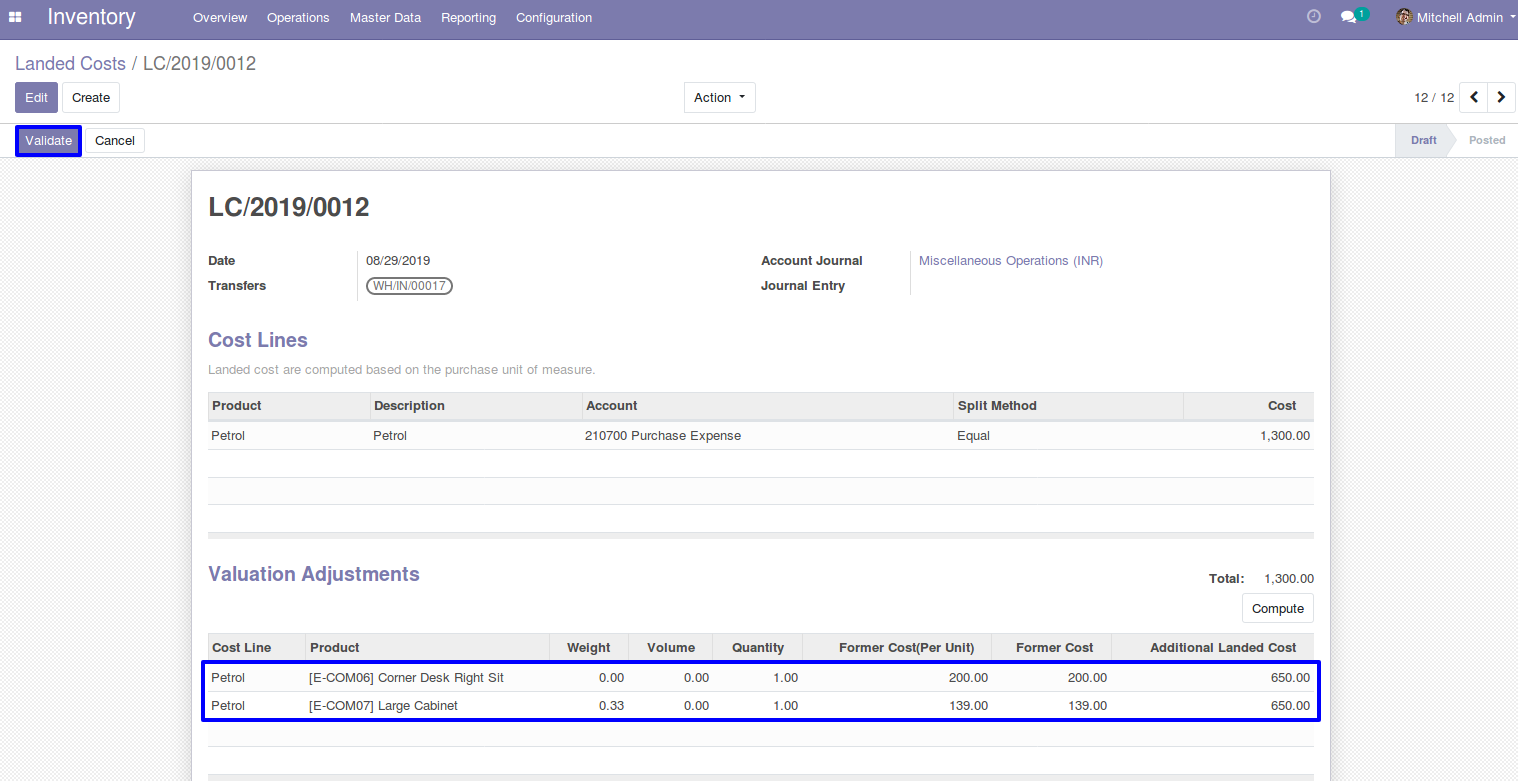 Inventory Overview Operations Master Data Reporting Configuration 1 Mitchell Admin
Landed Costs / LC/2019/0012
Edit Create Action 12 / 12
Validate Cancel Draft Posted
LC/2019/0012
Date 08/29/2019 Account Journal Miscellaneous Operations (INR)
Transfers WH/IN/00017 Journal Entry
Cost Lines
Landed cost are computed based on the purchase unit of measure.
Product Description Account Split Method Cost
Petrol Petrol 210700 Purchase Expense Equal 1,300.00
Valuation Adjustments Total: 1,300.00
Compute
Cost Line Product Weight Volume Quantity Former Cost(Per Unit) Former Cost Additional Landed Cost
Petrol [E-COM06] Corner Desk Right Sit 0.00 0.00 1.00 200.00 200.00 650.00
Petrol [E-COM07] Large Cabinet 0.33 0.00 1.00 139.00 139.00 650.00